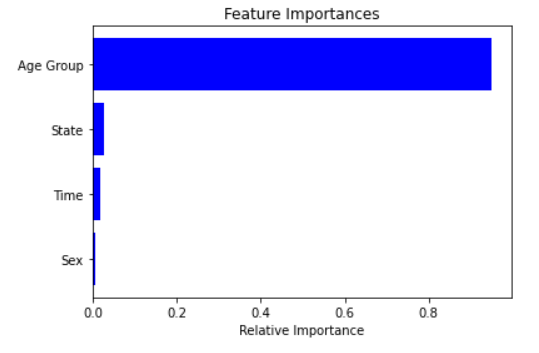 Feature Importances
Age Group
State
Time
Sex
0.0 0.2 0.4 0.6 0.8
Relative Importance